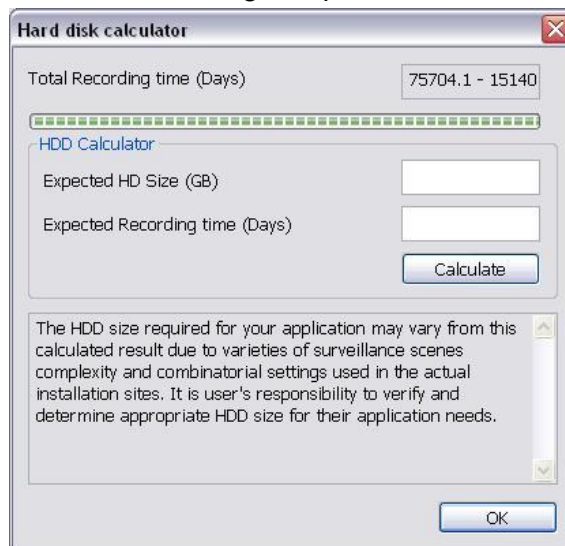 Hard disk calculator
Total Recording time (Days)
75704.1 - 15140
HDD Calculator
Expected HD Size (GB)
Expected Recording time (Days)
Calculate
The HDD size required for your application may vary from this
calculated result due to varieties of surveillance scenes
complexity and combinatorial settings used in the actual
installation sites. It is user's responsibility to verify and
determine appropriate HDD size for their application needs.
OK